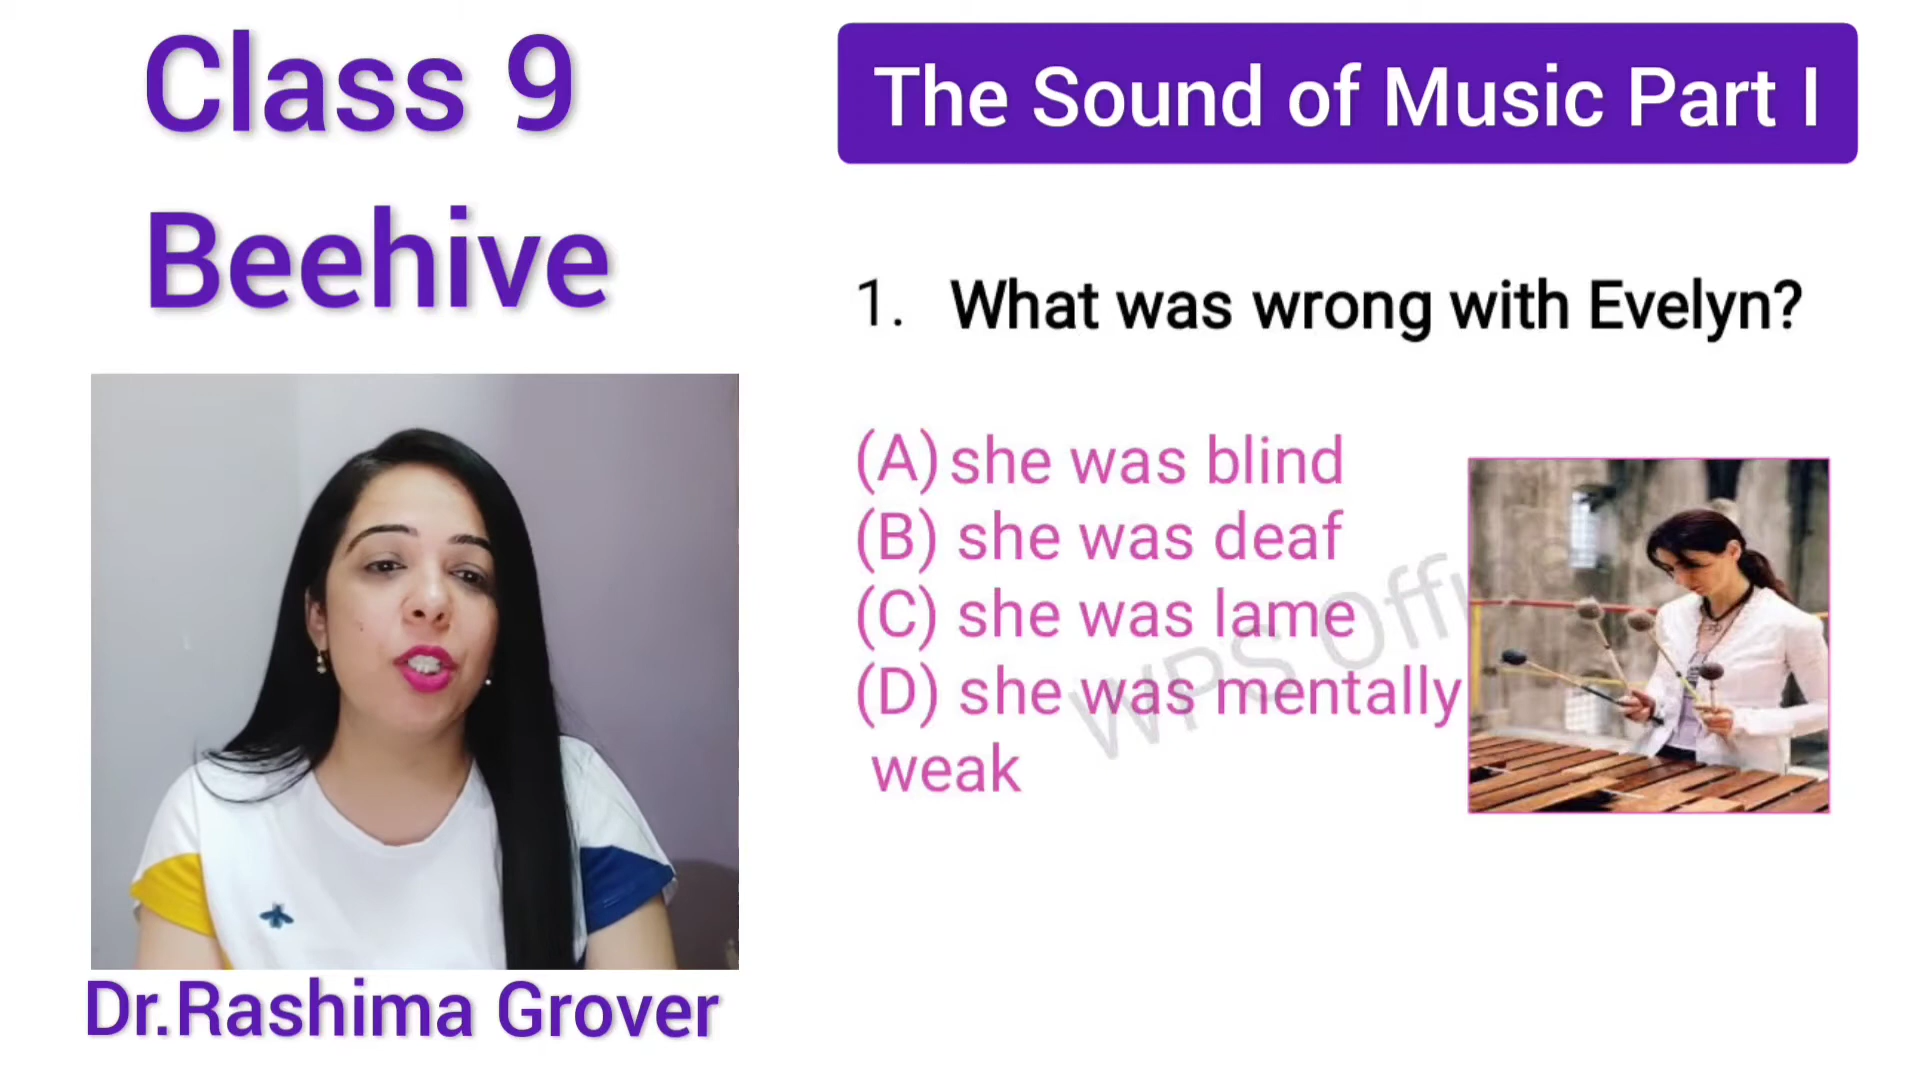 Class 9
Beehive
Dr.Rashima Grover
The Sound of Music Part I
1. What was wrong with Evelyn?
(A) she was blind
(B) she was deaf
(C) she was lame
(D) she was mentally
weak
WPS Offi